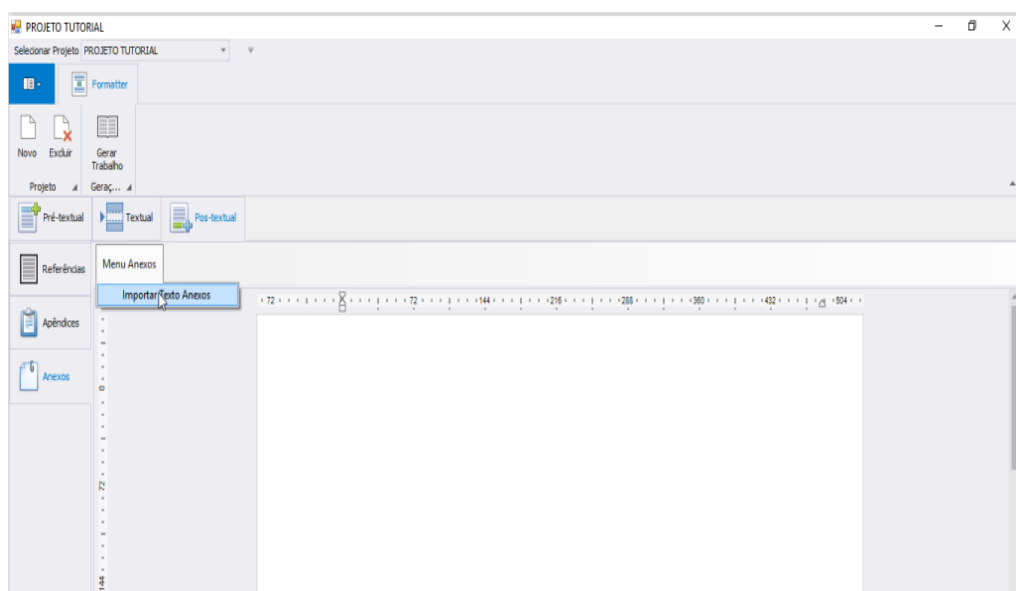 PROJETO TUTORIAL
Selecionar Projeto PROJETO TUTORIAL
Formatter
Novo Excluir Gerar Trabalho
Projeto Geraç...
Pré-textual Textual Pos-textual
Referências Menu Anexos
Importar Texto Anexos
72 72 144 216 288 360 432 504
Apêndices
Anexos
0
72
144